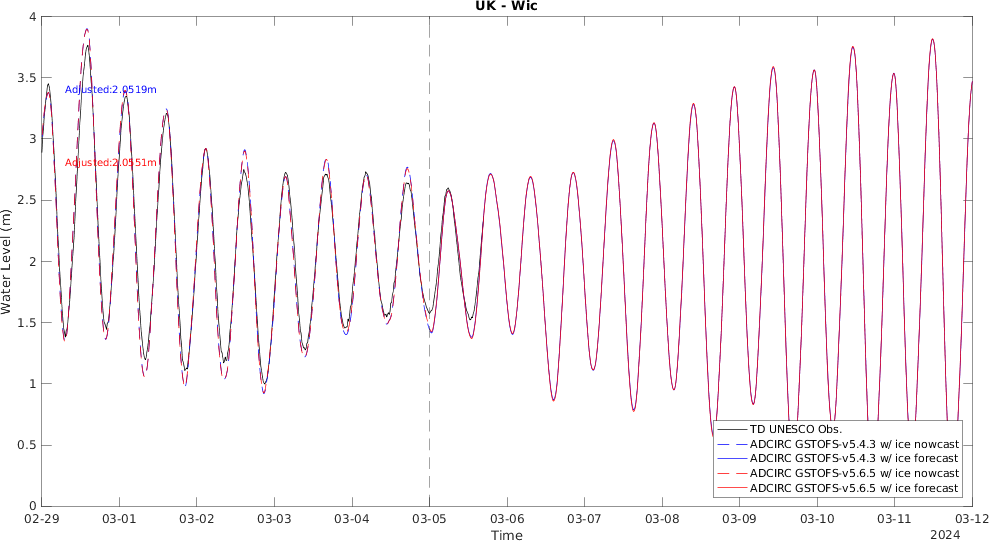 UK - Wic
4
3.5
3
2.5
2
1.5
1
0.5
0
Water Level (m)
Adjusted:2.0519m
Adjusted:2.0551m
TD UNESCO Obs.
ADCIRC GSTOFS-v5.4.3 w/ ice nowcast
ADCIRC GSTOFS-v5.4.3 w/ ice forecast
ADCIRC GSTOFS-v5.6.5 w/ ice nowcast
ADCIRC GSTOFS-v5.6.5 w/ ice forecast
02-29 03-01 03-02 03-03 03-04 03-05 03-06 03-07 03-08 03-09 03-10 03-11 03-12
Time
2024